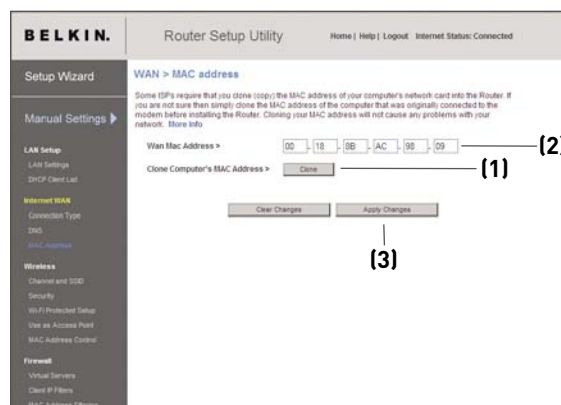 BELKIN.
Router Setup Utility
Home | Help | Logout Internet Status: Connected
Setup Wizard
Manual Settings
LAN Setup
LAN Settings
DHCP Client List
Internet WAN
Connection Type
DNS
MAC Address
Wireless
Channel and SSID
Security
Wi-Fi Protected Setup
Use as Access Point
MAC Address Control
Firewall
Virtual Servers
Client IP Filters
MAC Address Filtering
WAN > MAC address
Some ISPs require that you clone (copy) the MAC address of your computer's network card into the Router. If
you are not sure then simply clone the MAC address of the computer that was originally connected to the
modem before installing the Router. Cloning your MAC address will not cause any problems with your
network. More Info
Wan Mac Address > 00 . 18 . 8B . AC . 98 . 09 (2)
Clone Computer's MAC Address > Clone (1)
Clear Changes Apply Changes
(3)